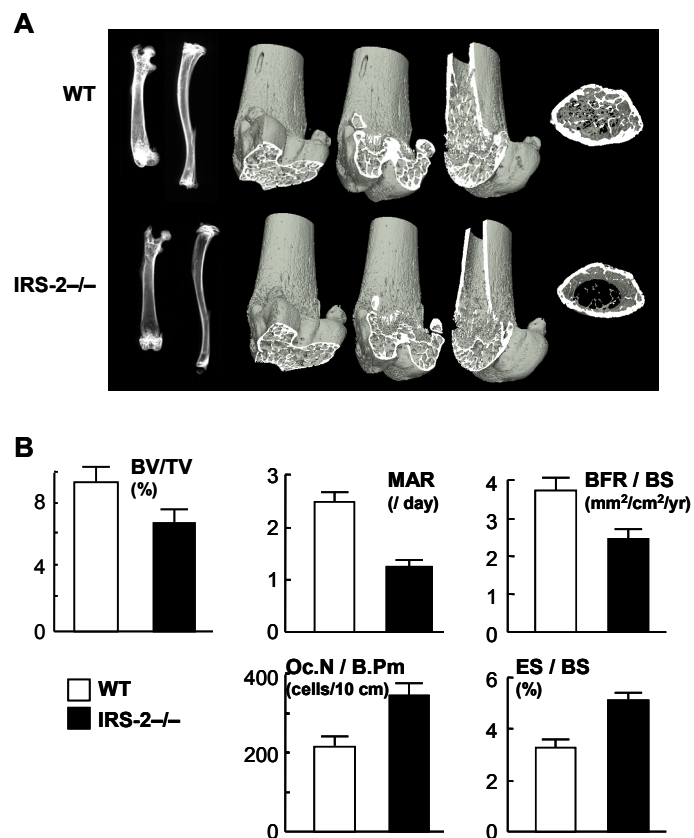 A
WT
IRS-2–/–
B
BV/TV
(%)
8
4
0
MAR
(/ day)
3
2
1
0
BFR / BS
(mm²/cm²/yr)
4
3
2
1
0
WT
IRS-2–/–
Oc.N / B.Pm
(cells/10 cm)
400
200
0
ES / BS
(%)
6
4
2
0